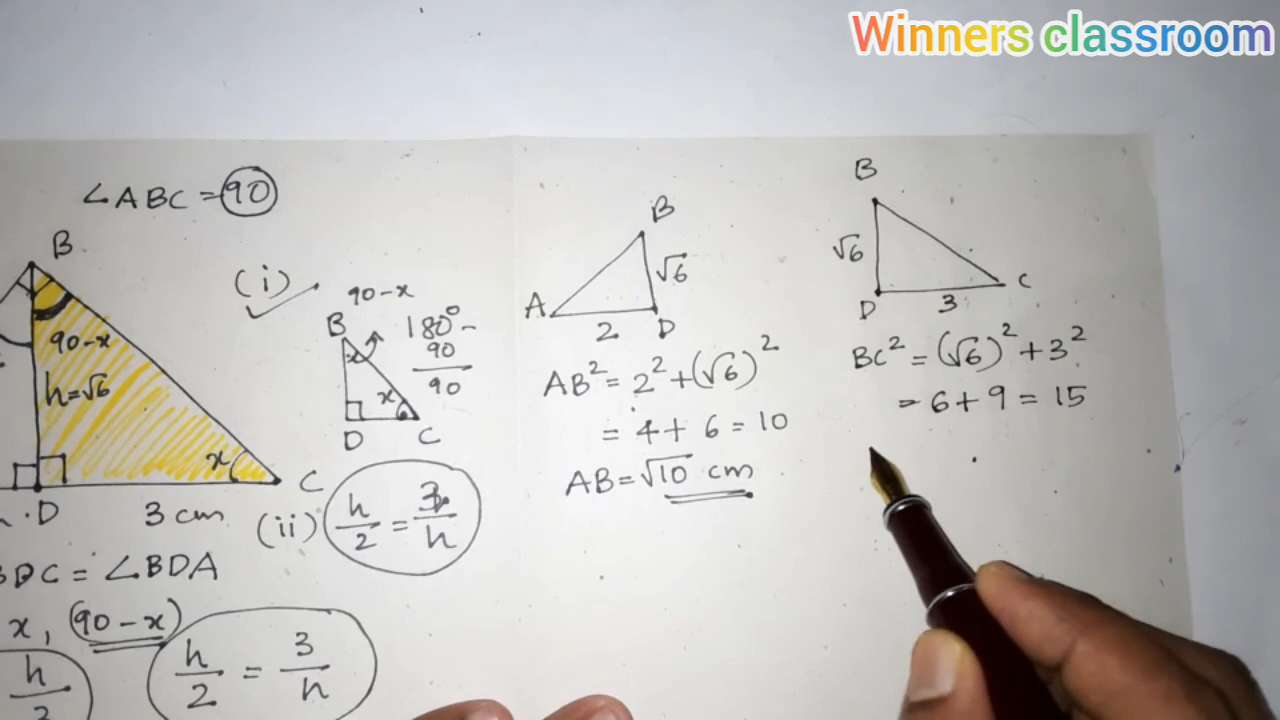 Winners classroom
∠ABC = 90
B
90-x
h=√6
x
C
D
3 cm
(i)
90-x
B
180°-
90
90
x
x
D
C
(ii) h/2 = 3/h
BDC = ∠BDA
x, (90-x)
h/2 = 3/h
B
A
√6
2
D
AB² = 2² + (√6)²
= 4 + 6 = 10
AB = √10 cm
B
√6
D
3
C
BC² = (√6)² + 3²
= 6 + 9 = 15